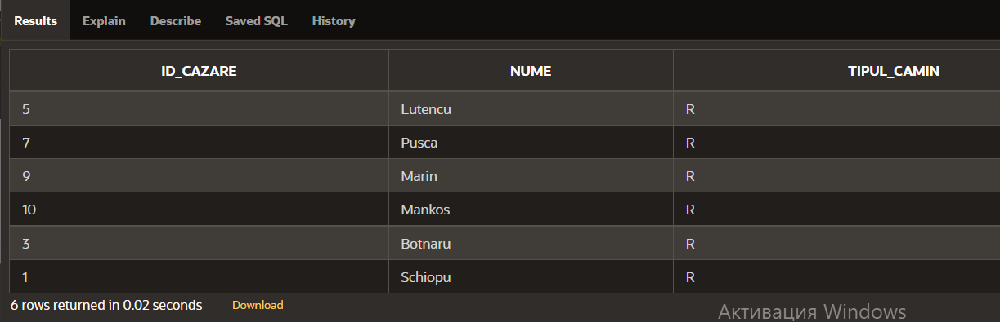 Results Explain Describe Saved SQL History
ID_CAZARE NUME TIPUL_CAMIN
5 Lutencu R
7 Pusca R
9 Marin R
10 Mankos R
3 Botnaru R
1 Schiopu R
6 rows returned in 0.02 seconds Download
Активация Windows